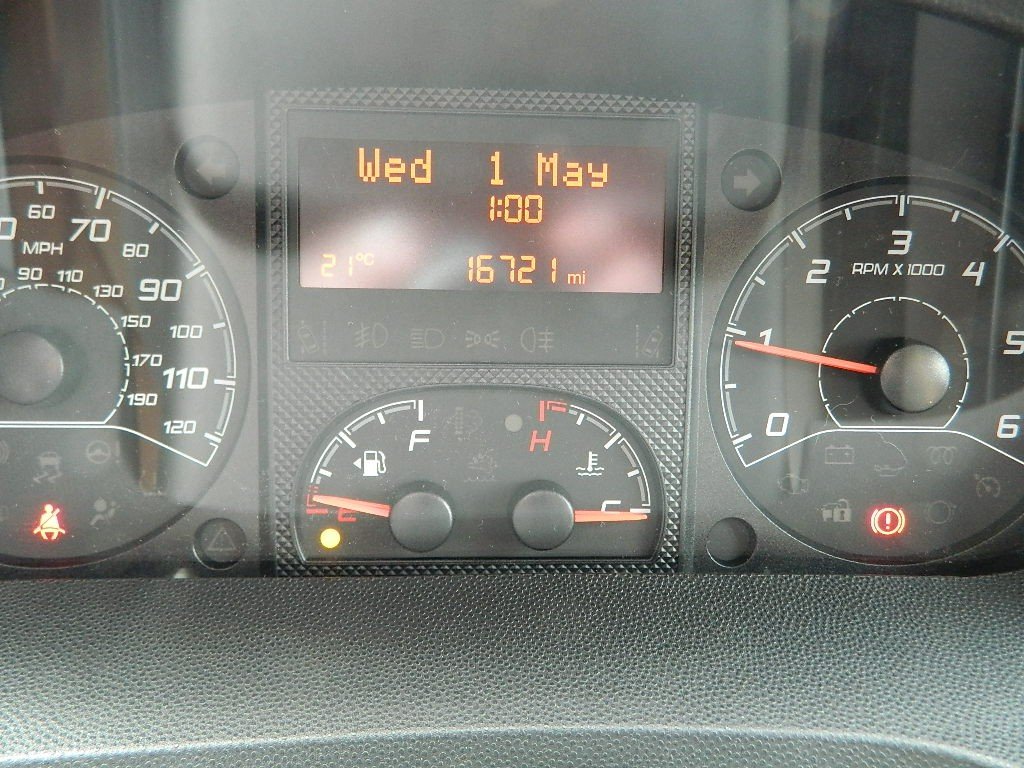 Wed 1 May
1:00
21°C 16721 mi
60 70 80 90 100 110 120
MPH
90 110 130 150 170 190
F
E
H
C
0 1 2 3 4 5 6
RPM X 1000